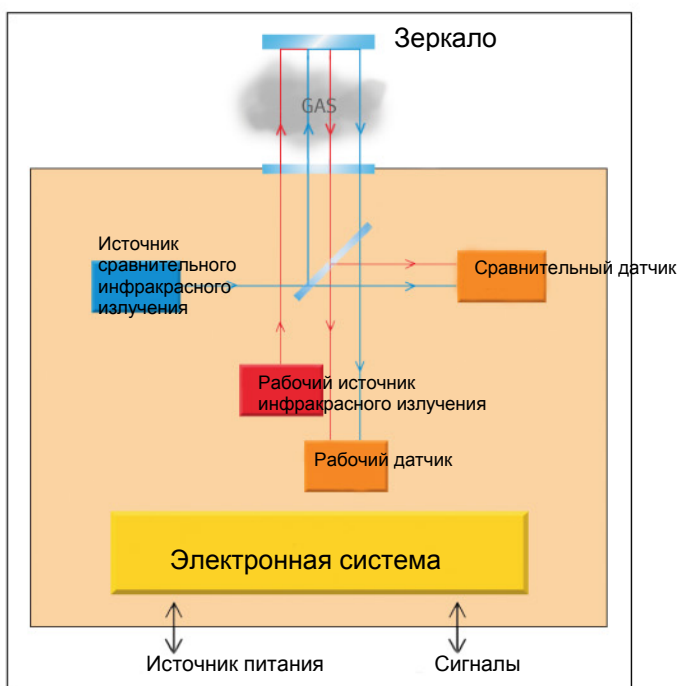 Зеркало
GAS
Источник
сравнительного
инфракрасного
излучения
Сравнительный датчик
Рабочий источник
инфракрасного излучения
Рабочий датчик
Электронная система
Источник питания
Сигналы